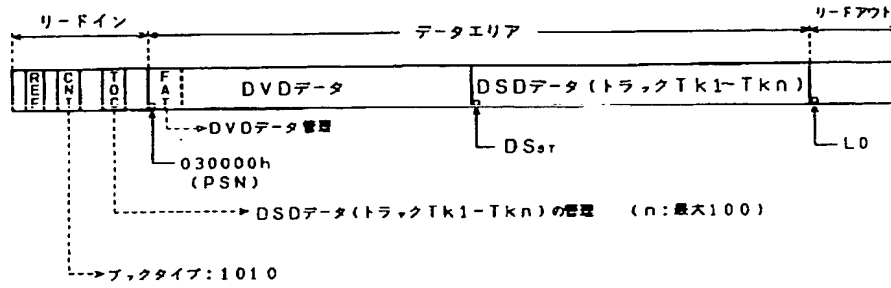 リードイン
データエリア
リードアウト
REF
CNT
TOC
FAT
DVDデータ
DSDデータ(トラックTk1~Tkn)
DVDデータ管理
030000h
(PSN)
DSST
LO
DSDデータ(トラックTk1-Tkn)の管理 (n:最大100)
ブックタイプ:1010